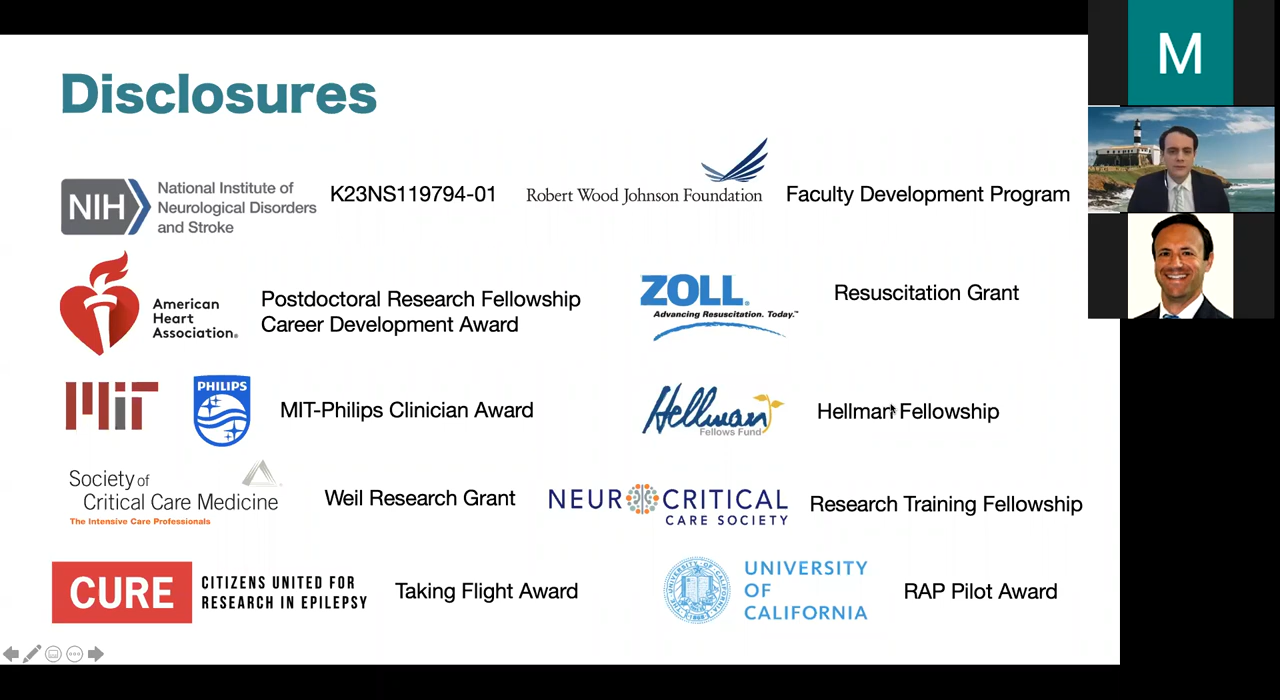 Disclosures
NIH
National Institute of
Neurological Disorders
and Stroke
K23NS119794-01
Robert Wood Johnson Foundation
Faculty Development Program
American
Heart
Association®
Postdoctoral Research Fellowship
Career Development Award
ZOLL®
Advancing Resuscitation. Today.™
Resuscitation Grant
MiT
PHILIPS
MIT-Philips Clinician Award
Hellman
Fellows Fund
Hellman Fellowship
Society of
Critical Care Medicine
The Intensive Care Professionals
Weil Research Grant
NEUROCRITICAL
CARE SOCIETY
Research Training Fellowship
CURE
CITIZENS UNITED FOR
RESEARCH IN EPILEPSY
Taking Flight Award
UNIVERSITY
OF
CALIFORNIA
RAP Pilot Award
M